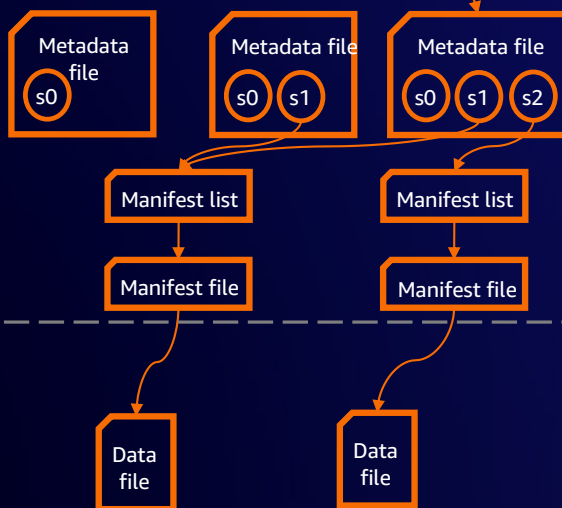 Metadata
file
s0
Metadata file
s0
s1
Metadata file
s0
s1
s2
Manifest list
Manifest list
Manifest file
Manifest file
Data
file
Data
file